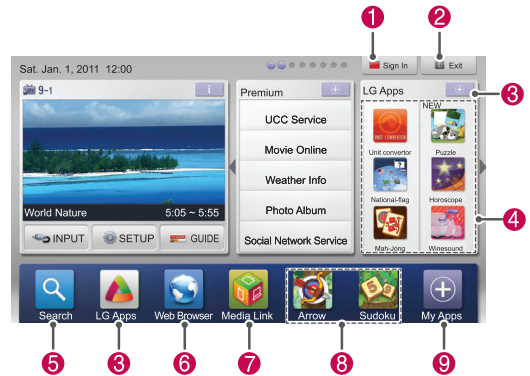 1 2
Sat. Jan. 1, 2011 12:00 Sign In Exit
9-1 i Premium + LG Apps + 3
NEW
UCC Service
UNIT CONVERTOR
Unit convertor Puzzle
Movie Online
Weather Info
National-flag Horoscope
World Nature 5:05 ~ 5:55 Photo Album 4
INPUT SETUP GUIDE Social Network Service Mah-Jong Winesound
Search LG Apps Web Browser Media Link Arrow Sudoku My Apps
5 3 6 7 8 9